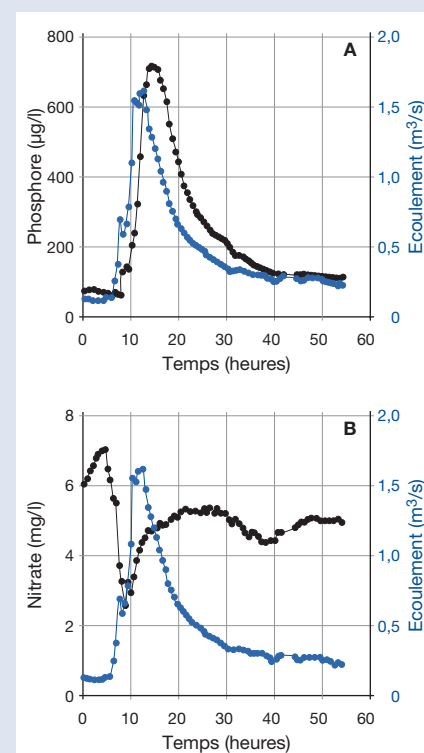 A
Phosphore (µg/l)
800
600
400
200
0
2,0
1,5
1,0
0,5
0
Ecoulement (m³/s)
0 10 20 30 40 50 60
Temps (heures)
B
Nitrate (mg/l)
8
6
4
2
0
2,0
1,5
1,0
0,5
0
Ecoulement (m³/s)
0 10 20 30 40 50 60
Temps (heures)